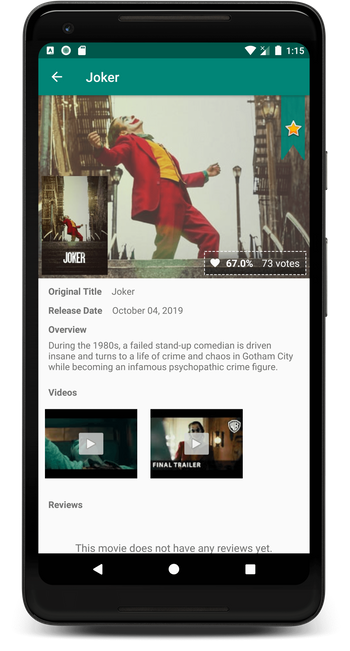 1:15
Joker
JOKER
67.0% 73 votes
Original Title Joker
Release Date October 04, 2019
Overview
During the 1980s, a failed stand-up comedian is driven
insane and turns to a life of crime and chaos in Gotham City
while becoming an infamous psychopathic crime figure.
Videos
FINAL TRAILER
Reviews
This movie does not have any reviews yet.